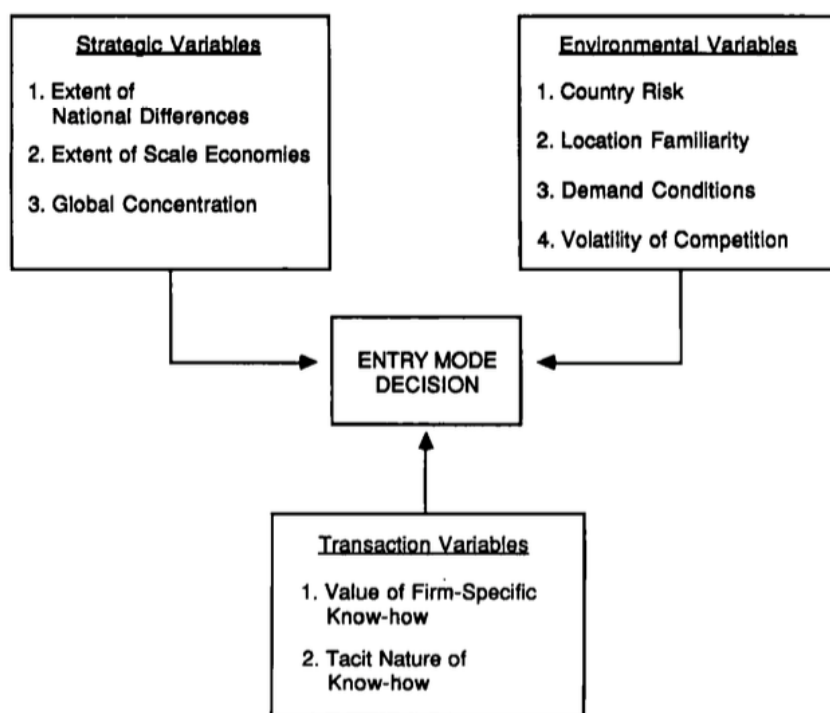 Strategic Variables
1. Extent of
National Differences
2. Extent of Scale Economies
3. Global Concentration
Environmental Variables
1. Country Risk
2. Location Familiarity
3. Demand Conditions
4. Volatility of Competition
ENTRY MODE
DECISION
Transaction Variables
1. Value of Firm-Specific
Know-how
2. Tacit Nature of
Know-how